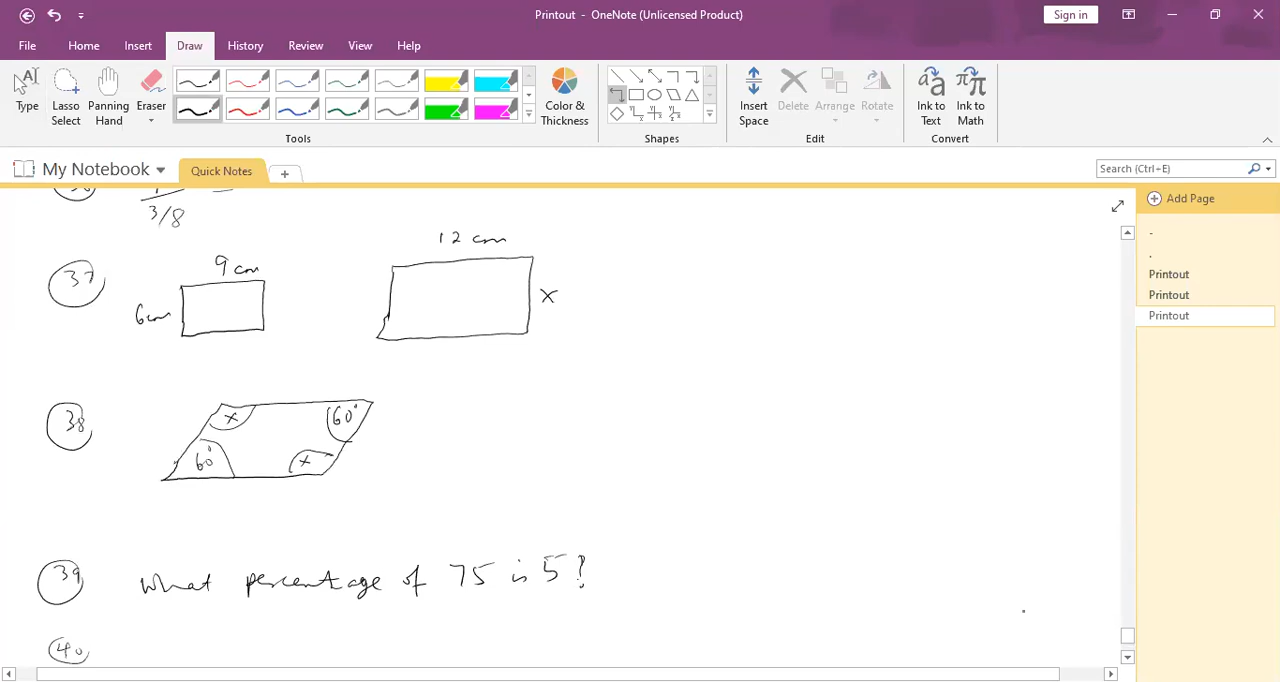 Printout - OneNote (Unlicensed Product)
Sign in
File Home Insert Draw History Review View Help
Type
Lasso Select
Panning Hand
Eraser
Color & Thickness
Insert Space
Delete
Arrange
Rotate
Ink to Text
Ink to Math
Tools
Shapes
Edit
Convert
My Notebook
Quick Notes
Search (Ctrl+E)
Add Page
-
.
Printout
Printout
Printout
3/8
37
9 cm
6cm
12 cm
x
38
x
60°
60°
x
39
What percentage of 75 is 5?
40